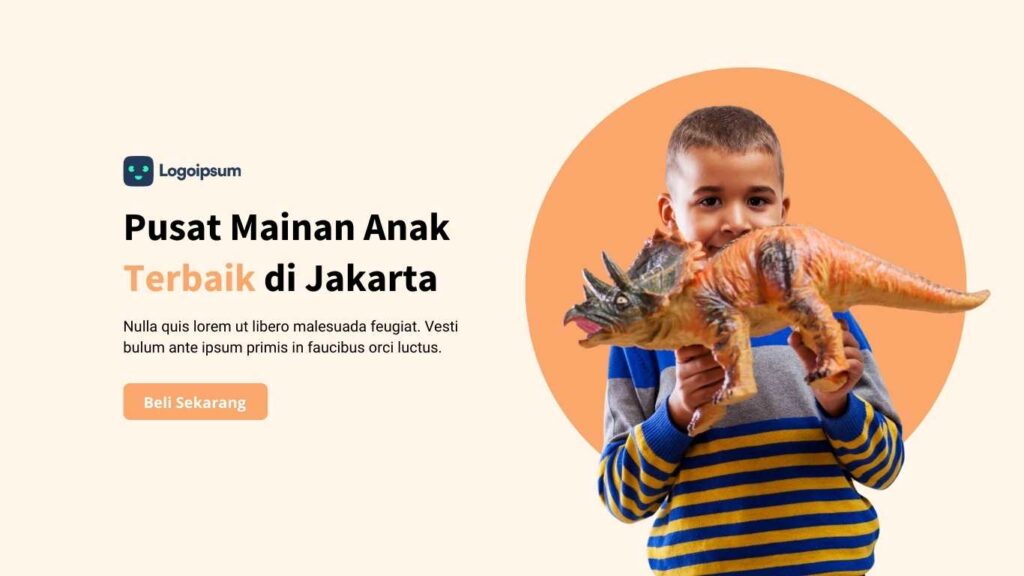 Logoipsum
Pusat Mainan Anak
Terbaik di Jakarta
Nulla quis lorem ut libero malesuada feugiat. Vesti
bulum ante ipsum primis in faucibus orci luctus.
Beli Sekarang